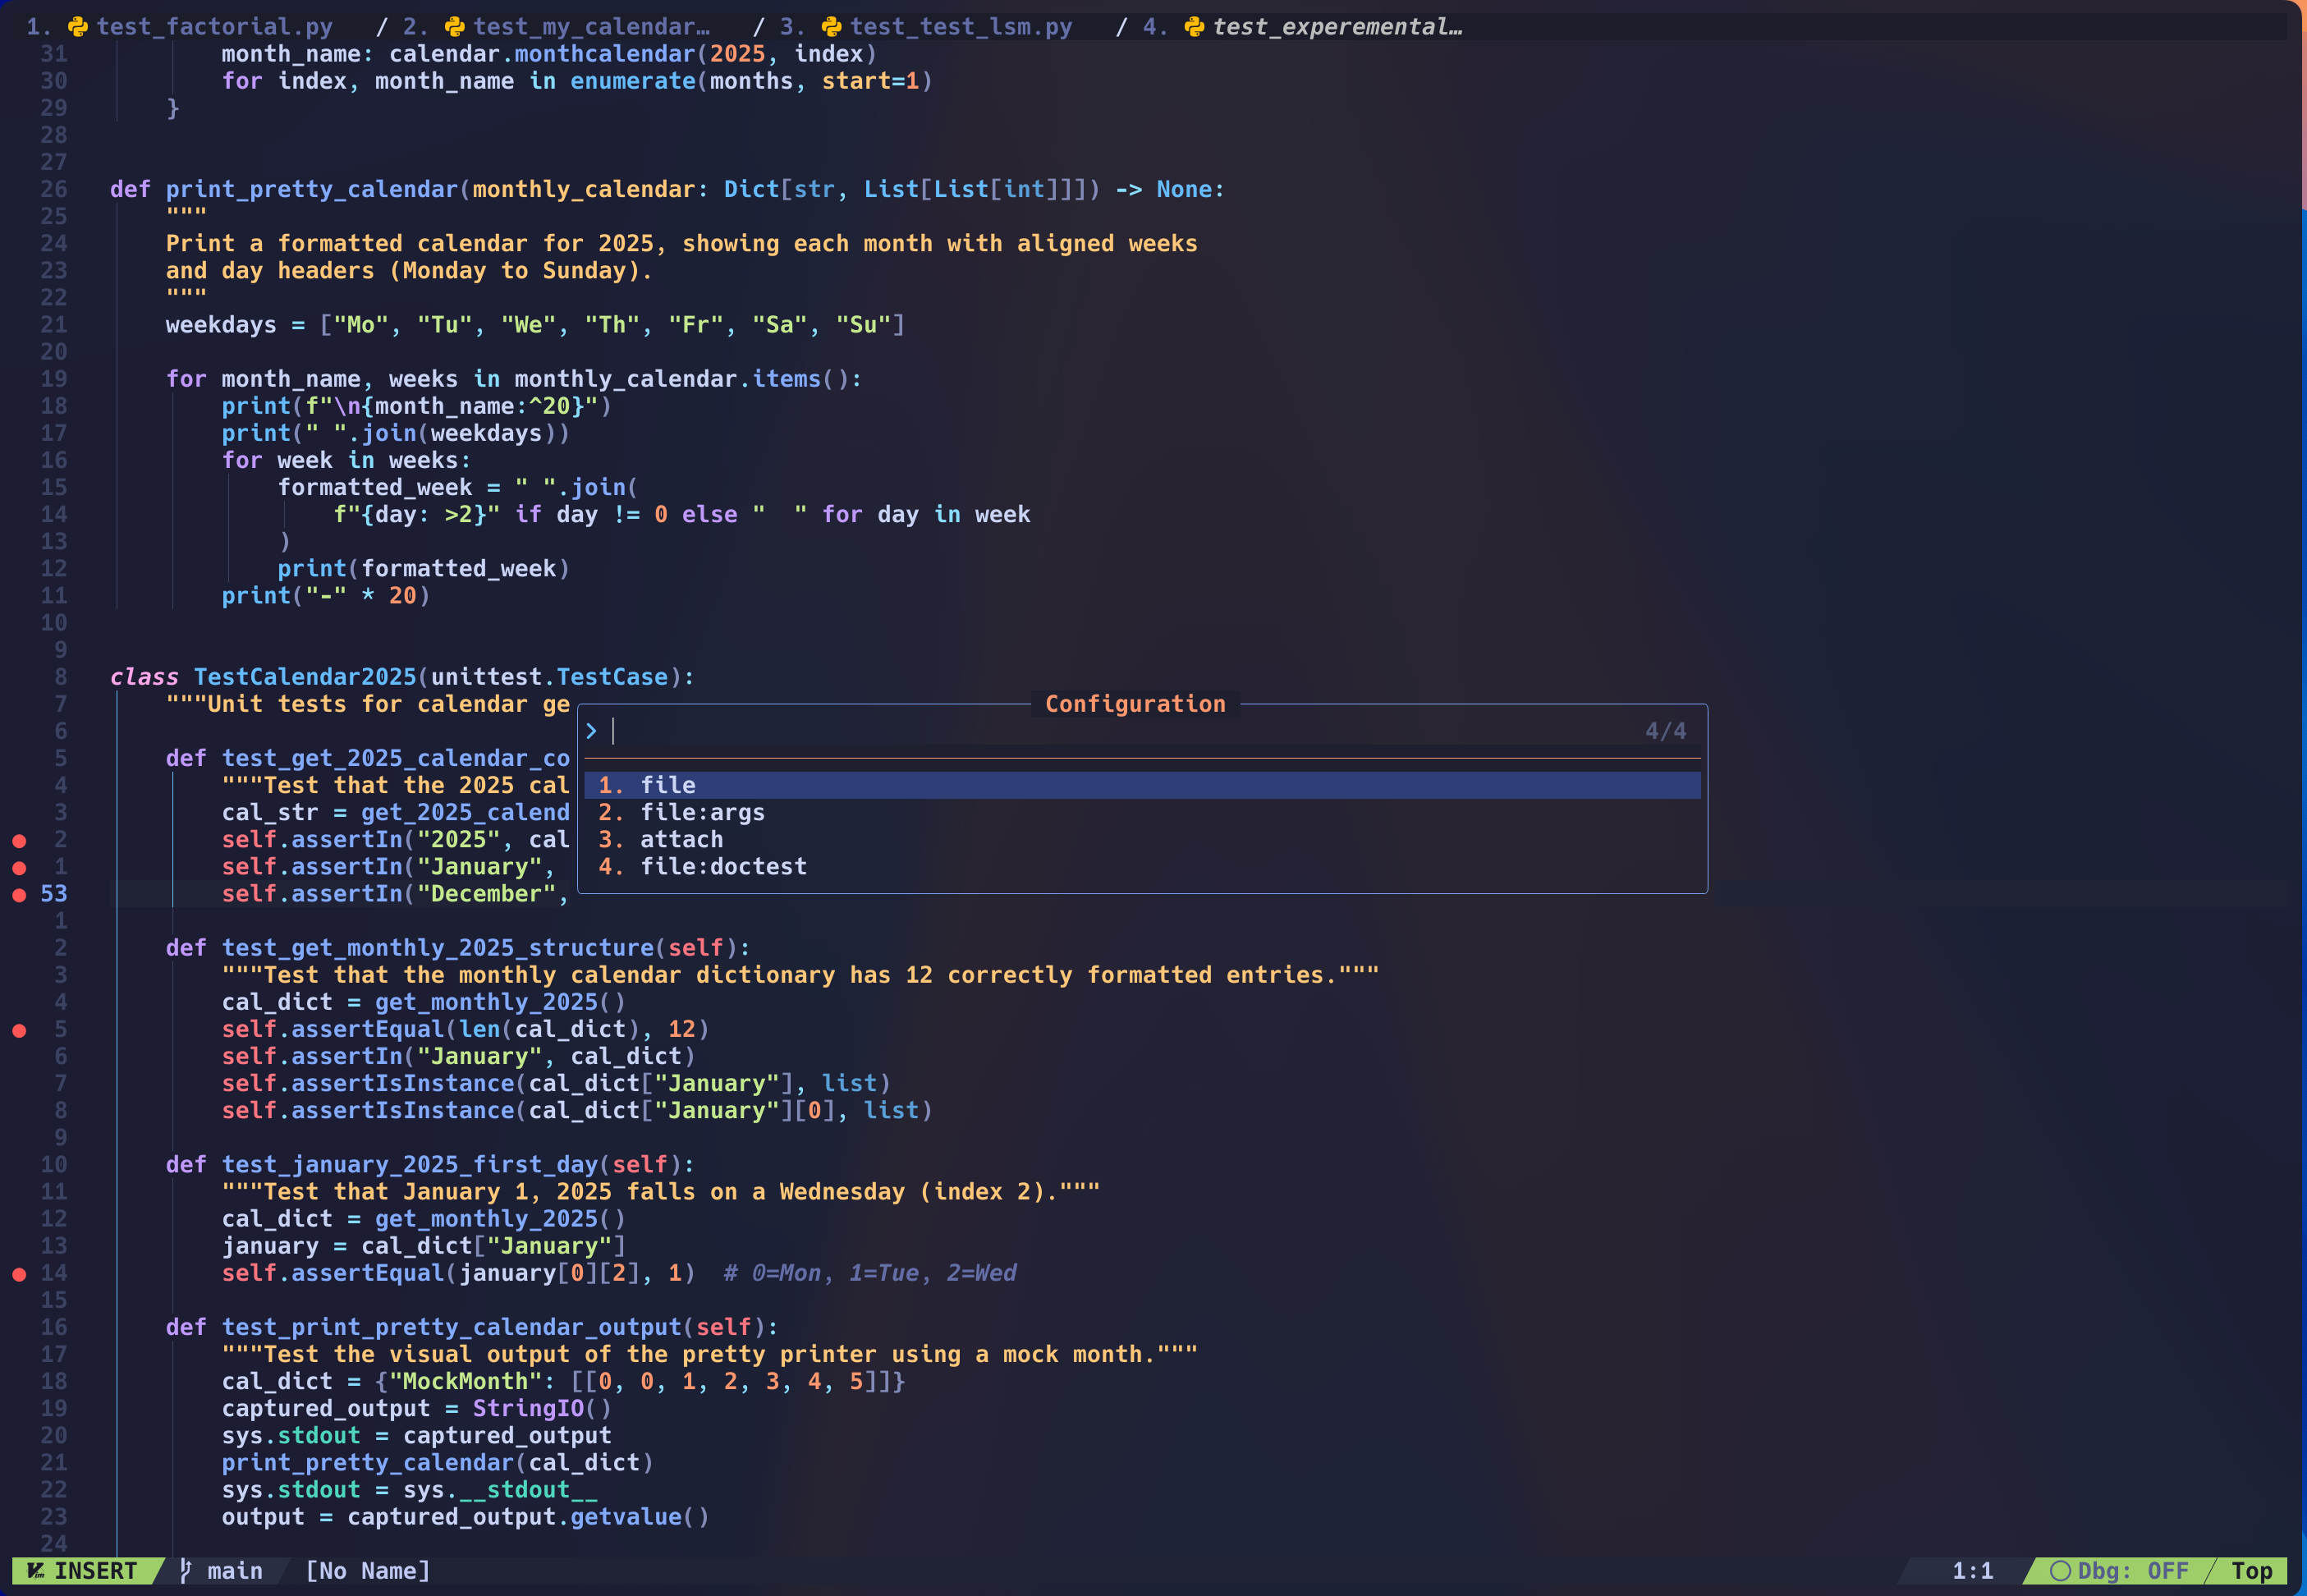 1. test_factorial.py / 2. test_my_calendar… / 3. test_test_lsm.py / 4. test_experemental…
31 month_name: calendar.monthcalendar(2025, index)
30 for index, month_name in enumerate(months, start=1)
29 }
28
27
26 def print_pretty_calendar(monthly_calendar: Dict[str, List[List[int]]]) -> None:
25 """
24 Print a formatted calendar for 2025, showing each month with aligned weeks
23 and day headers (Monday to Sunday).
22 """
21 weekdays = ["Mo", "Tu", "We", "Th", "Fr", "Sa", "Su"]
20
19 for month_name, weeks in monthly_calendar.items():
18 print(f"\n{month_name:^20}")
17 print(" ".join(weekdays))
16 for week in weeks:
15 formatted_week = " ".join(
14 f"{day: >2}" if day != 0 else "  " for day in week
13 )
12 print(formatted_week)
11 print("-" * 20)
10
9
8 class TestCalendar2025(unittest.TestCase):
7 """Unit tests for calendar ge
6
5 def test_get_2025_calendar_co
4 """Test that the 2025 cal
3 cal_str = get_2025_calend
2 self.assertIn("2025", cal
1 self.assertIn("January",
53 self.assertIn("December",
Configuration
> 4/4
1. file
2. file:args
3. attach
4. file:doctest
1
2 def test_get_monthly_2025_structure(self):
3 """Test that the monthly calendar dictionary has 12 correctly formatted entries."""
4 cal_dict = get_monthly_2025()
5 self.assertEqual(len(cal_dict), 12)
6 self.assertIn("January", cal_dict)
7 self.assertIsInstance(cal_dict["January"], list)
8 self.assertIsInstance(cal_dict["January"][0], list)
9
10 def test_january_2025_first_day(self):
11 """Test that January 1, 2025 falls on a Wednesday (index 2)."""
12 cal_dict = get_monthly_2025()
13 january = cal_dict["January"]
14 self.assertEqual(january[0][2], 1)  # 0=Mon, 1=Tue, 2=Wed
15
16 def test_print_pretty_calendar_output(self):
17 """Test the visual output of the pretty printer using a mock month."""
18 cal_dict = {"MockMonth": [[0, 0, 1, 2, 3, 4, 5]]}
19 captured_output = StringIO()
20 sys.stdout = captured_output
21 print_pretty_calendar(cal_dict)
22 sys.stdout = sys.__stdout__
23 output = captured_output.getvalue()
24
INSERT main [No Name] 1:1 Dbg: OFF Top